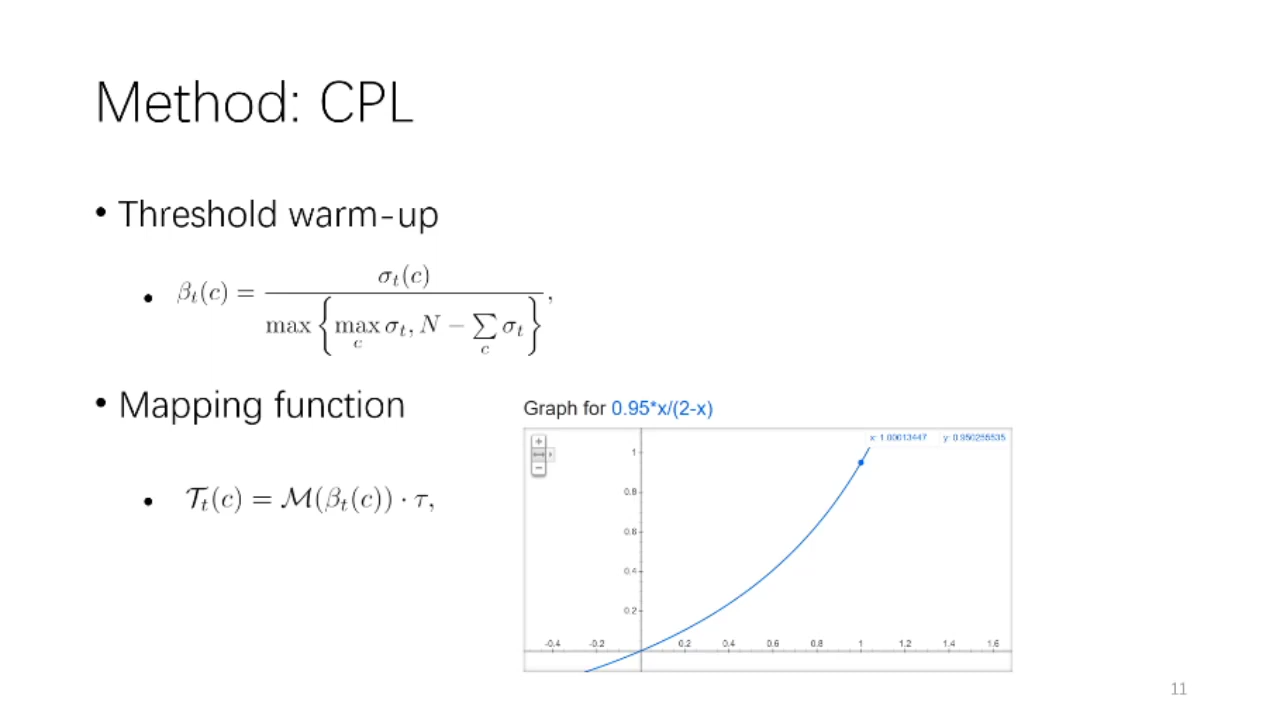 Method: CPL
• Threshold warm-up
• β_t(c) = σ_t(c) / max{max_c σ_t, N − ∑_c σ_t},
• Mapping function
Graph for 0.95*x/(2-x)
x: 1.00013447 y: 0.950255535
1
0.8
0.6
0.4
0.2
-0.4 -0.2 0.2 0.4 0.6 0.8 1 1.2 1.4 1.6
• 𝒯_t(c) = ℳ(β_t(c)) · τ,
11